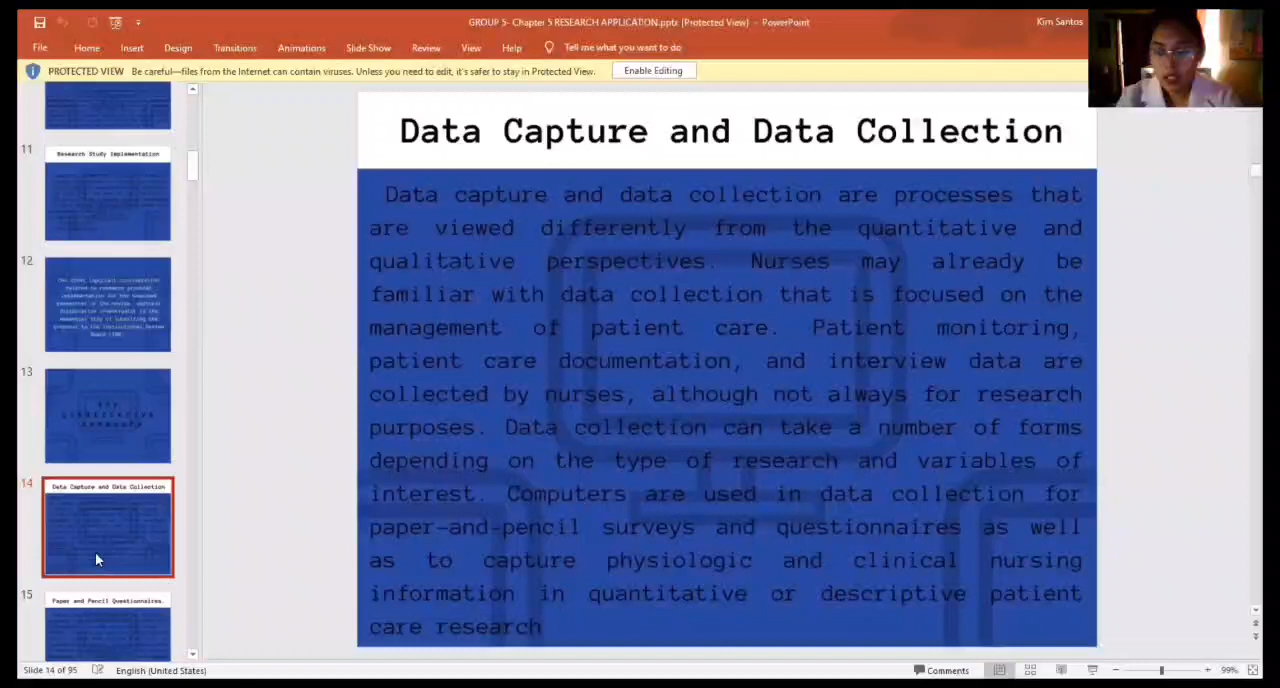 GROUP 5- Chapter 5 RESEARCH APPLICATION.pptx [Protected View] - PowerPoint
Kim Santos
File Home Insert Design Transitions Animations Slide Show Review View Help Tell me what you want to do
PROTECTED VIEW Be careful—files from the Internet can contain viruses. Unless you need to edit, it's safer to stay in Protected View. Enable Editing
11
Research Study Implementation
12
13
14
Data Capture and Data Collection
15
Paper and Pencil Questionnaires.
Data Capture and Data Collection
Data capture and data collection are processes that
are viewed differently from the quantitative and
qualitative perspectives. Nurses may already be
familiar with data collection that is focused on the
management of patient care. Patient monitoring,
patient care documentation, and interview data are
collected by nurses, although not always for research
purposes. Data collection can take a number of forms
depending on the type of research and variables of
interest. Computers are used in data collection for
paper-and-pencil surveys and questionnaires as well
as to capture physiologic and clinical nursing
information in quantitative or descriptive patient
care research
Slide 14 of 95 English (United States) Comments 99%